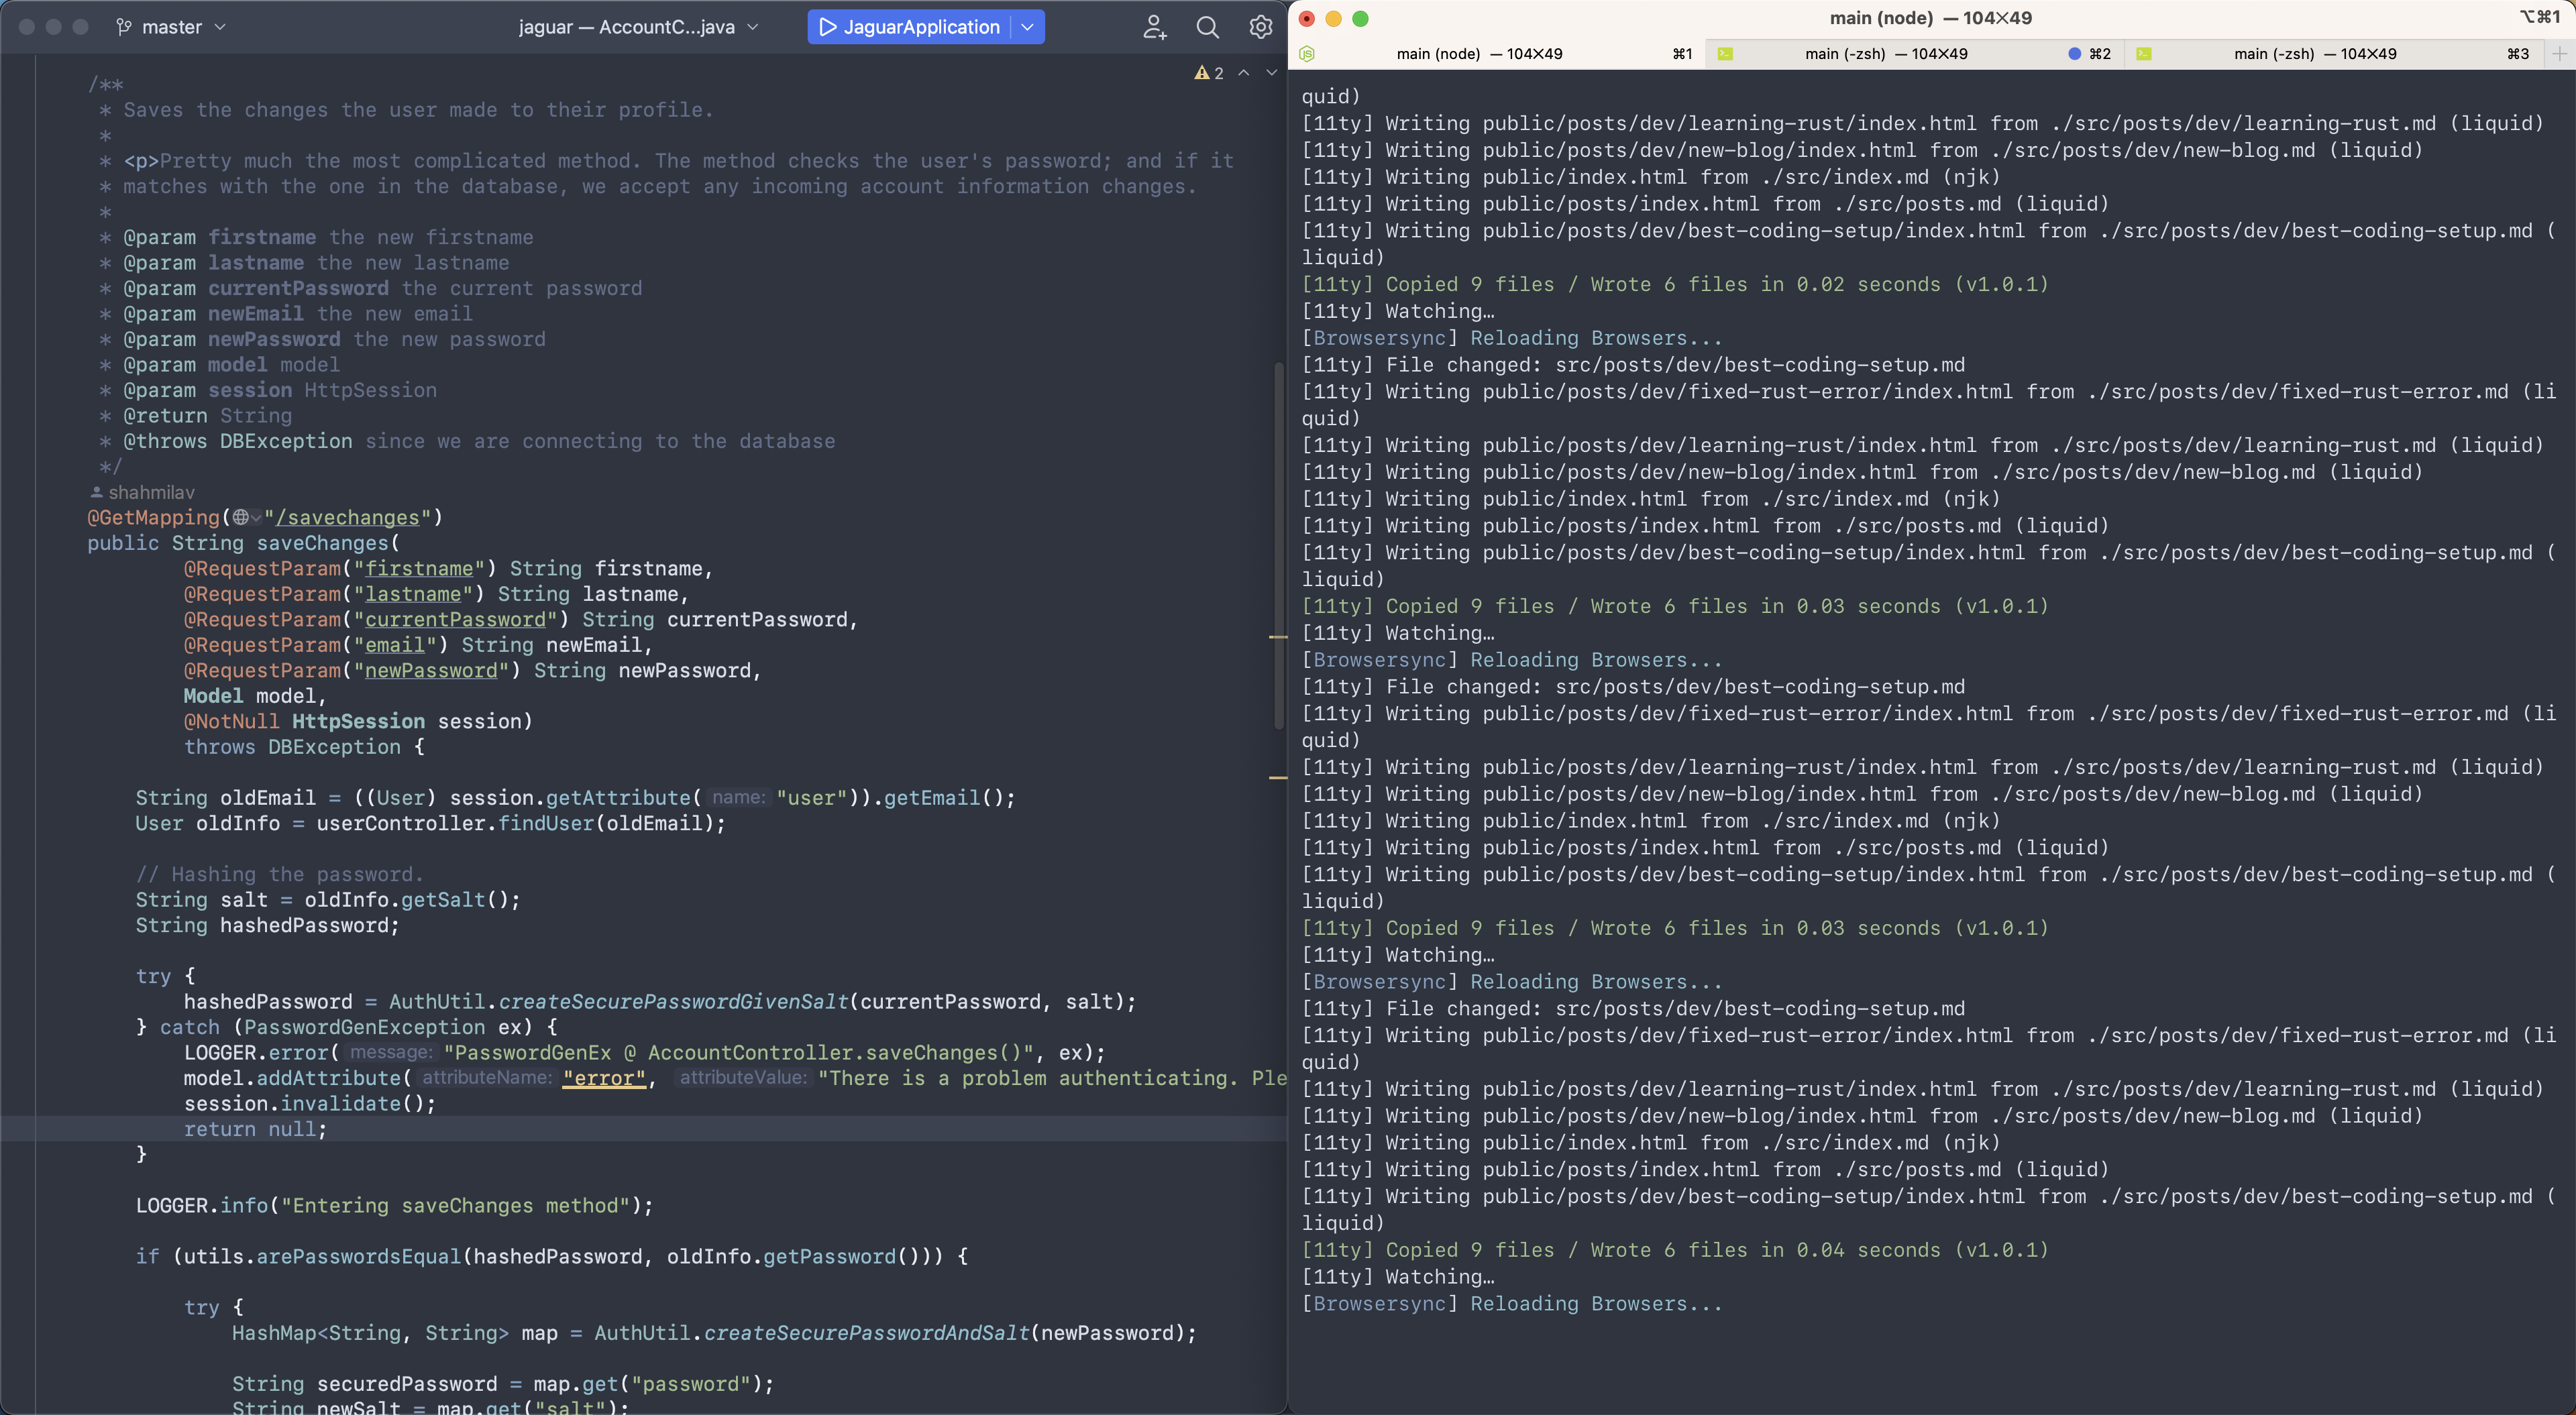 master
jaguar — AccountC...java
JaguarApplication
2
/**
* Saves the changes the user made to their profile.
*
* <p>Pretty much the most complicated method. The method checks the user's password; and if it
* matches with the one in the database, we accept any incoming account information changes.
*
* @param firstname the new firstname
* @param lastname the new lastname
* @param currentPassword the current password
* @param newEmail the new email
* @param newPassword the new password
* @param model model
* @param session HttpSession
* @return String
* @throws DBException since we are connecting to the database
*/
shahmilav
@GetMapping("/savechanges")
public String saveChanges(
@RequestParam("firstname") String firstname,
@RequestParam("lastname") String lastname,
@RequestParam("currentPassword") String currentPassword,
@RequestParam("email") String newEmail,
@RequestParam("newPassword") String newPassword,
Model model,
@NotNull HttpSession session)
throws DBException {
String oldEmail = ((User) session.getAttribute( name: "user")).getEmail();
User oldInfo = userController.findUser(oldEmail);
// Hashing the password.
String salt = oldInfo.getSalt();
String hashedPassword;
try {
hashedPassword = AuthUtil.createSecurePasswordGivenSalt(currentPassword, salt);
} catch (PasswordGenException ex) {
LOGGER.error( message: "PasswordGenEx @ AccountController.saveChanges()", ex);
model.addAttribute( attributeName: "error", attributeValue: "There is a problem authenticating. Ple
session.invalidate();
return null;
}
LOGGER.info("Entering saveChanges method");
if (utils.arePasswordsEqual(hashedPassword, oldInfo.getPassword())) {
try {
HashMap<String, String> map = AuthUtil.createSecurePasswordAndSalt(newPassword);
String securedPassword = map.get("password");
String newSalt = map.get("salt");
main (node) — 104✕49
⌥⌘1
main (node) — 104✕49 ⌘1
main (-zsh) — 104✕49 ⌘2
main (-zsh) — 104✕49 ⌘3
quid)
[11ty] Writing public/posts/dev/learning-rust/index.html from ./src/posts/dev/learning-rust.md (liquid)
[11ty] Writing public/posts/dev/new-blog/index.html from ./src/posts/dev/new-blog.md (liquid)
[11ty] Writing public/index.html from ./src/index.md (njk)
[11ty] Writing public/posts/index.html from ./src/posts.md (liquid)
[11ty] Writing public/posts/dev/best-coding-setup/index.html from ./src/posts/dev/best-coding-setup.md (
liquid)
[11ty] Copied 9 files / Wrote 6 files in 0.02 seconds (v1.0.1)
[11ty] Watching…
[Browsersync] Reloading Browsers...
[11ty] File changed: src/posts/dev/best-coding-setup.md
[11ty] Writing public/posts/dev/fixed-rust-error/index.html from ./src/posts/dev/fixed-rust-error.md (li
quid)
[11ty] Writing public/posts/dev/learning-rust/index.html from ./src/posts/dev/learning-rust.md (liquid)
[11ty] Writing public/posts/dev/new-blog/index.html from ./src/posts/dev/new-blog.md (liquid)
[11ty] Writing public/index.html from ./src/index.md (njk)
[11ty] Writing public/posts/index.html from ./src/posts.md (liquid)
[11ty] Writing public/posts/dev/best-coding-setup/index.html from ./src/posts/dev/best-coding-setup.md (
liquid)
[11ty] Copied 9 files / Wrote 6 files in 0.03 seconds (v1.0.1)
[11ty] Watching…
[Browsersync] Reloading Browsers...
[11ty] File changed: src/posts/dev/best-coding-setup.md
[11ty] Writing public/posts/dev/fixed-rust-error/index.html from ./src/posts/dev/fixed-rust-error.md (li
quid)
[11ty] Writing public/posts/dev/learning-rust/index.html from ./src/posts/dev/learning-rust.md (liquid)
[11ty] Writing public/posts/dev/new-blog/index.html from ./src/posts/dev/new-blog.md (liquid)
[11ty] Writing public/index.html from ./src/index.md (njk)
[11ty] Writing public/posts/index.html from ./src/posts.md (liquid)
[11ty] Writing public/posts/dev/best-coding-setup/index.html from ./src/posts/dev/best-coding-setup.md (
liquid)
[11ty] Copied 9 files / Wrote 6 files in 0.03 seconds (v1.0.1)
[11ty] Watching…
[Browsersync] Reloading Browsers...
[11ty] File changed: src/posts/dev/best-coding-setup.md
[11ty] Writing public/posts/dev/fixed-rust-error/index.html from ./src/posts/dev/fixed-rust-error.md (li
quid)
[11ty] Writing public/posts/dev/learning-rust/index.html from ./src/posts/dev/learning-rust.md (liquid)
[11ty] Writing public/posts/dev/new-blog/index.html from ./src/posts/dev/new-blog.md (liquid)
[11ty] Writing public/index.html from ./src/index.md (njk)
[11ty] Writing public/posts/index.html from ./src/posts.md (liquid)
[11ty] Writing public/posts/dev/best-coding-setup/index.html from ./src/posts/dev/best-coding-setup.md (
liquid)
[11ty] Copied 9 files / Wrote 6 files in 0.04 seconds (v1.0.1)
[11ty] Watching…
[Browsersync] Reloading Browsers...